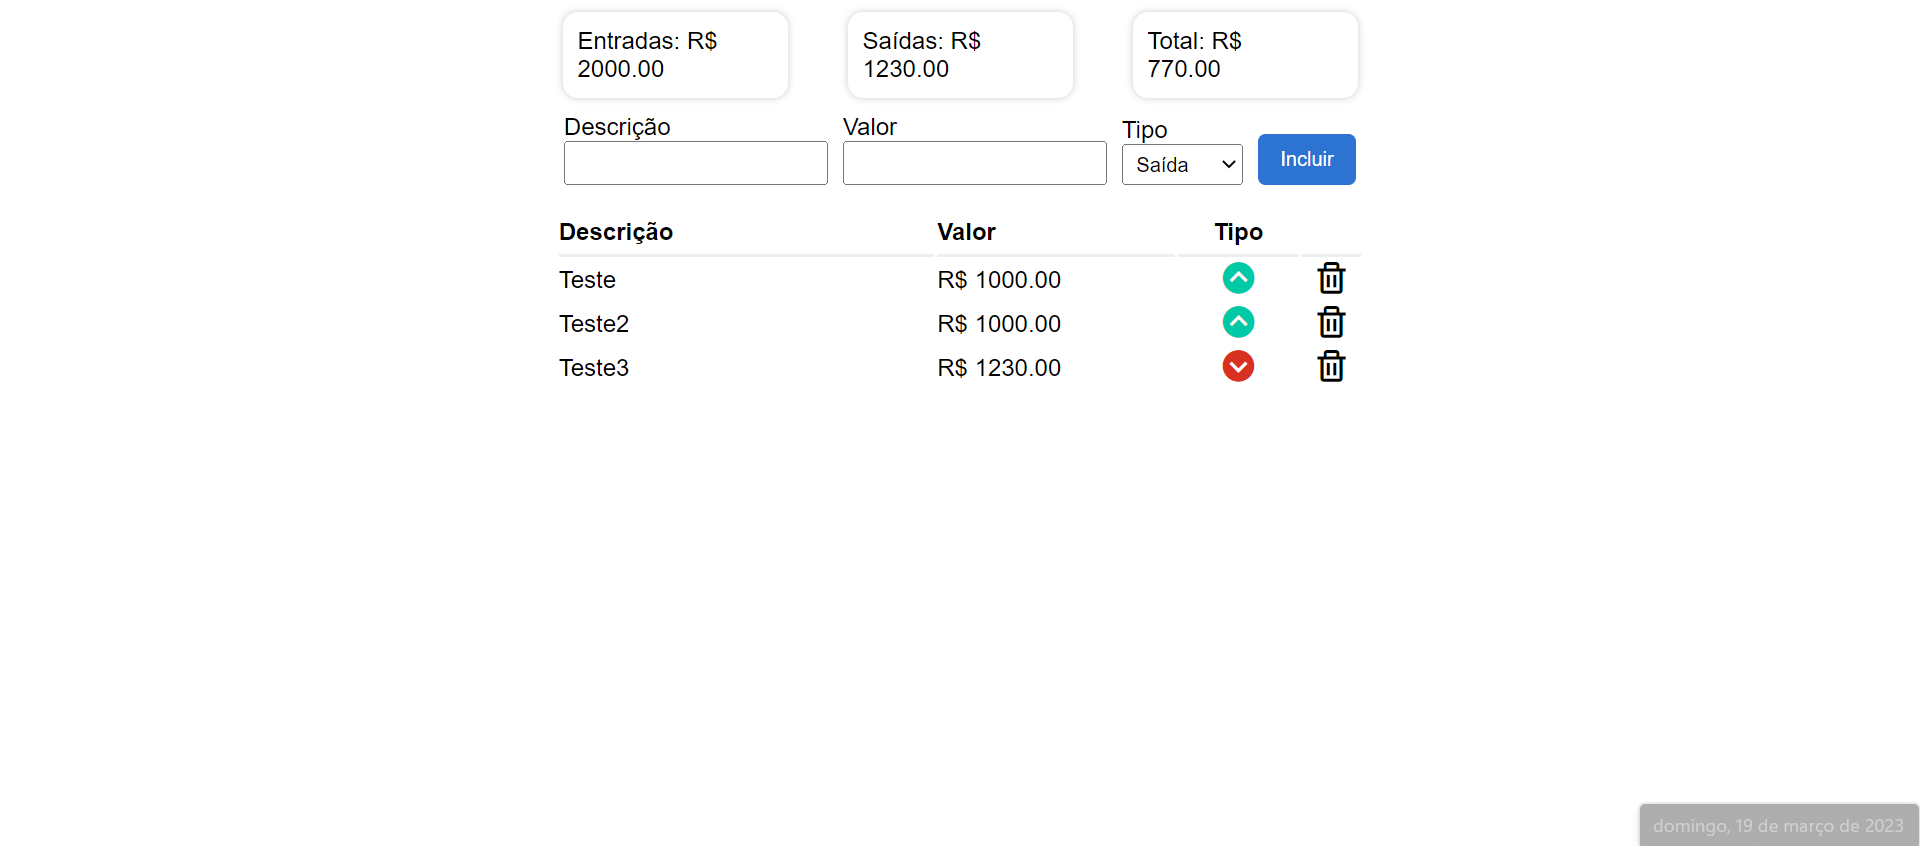 Entradas: R$
2000.00
Saídas: R$
1230.00
Total: R$
770.00
Descrição
Valor
Tipo
Saída
Incluir
Descrição Valor Tipo
Teste R$ 1000.00
Teste2 R$ 1000.00
Teste3 R$ 1230.00
domingo, 19 de março de 2023